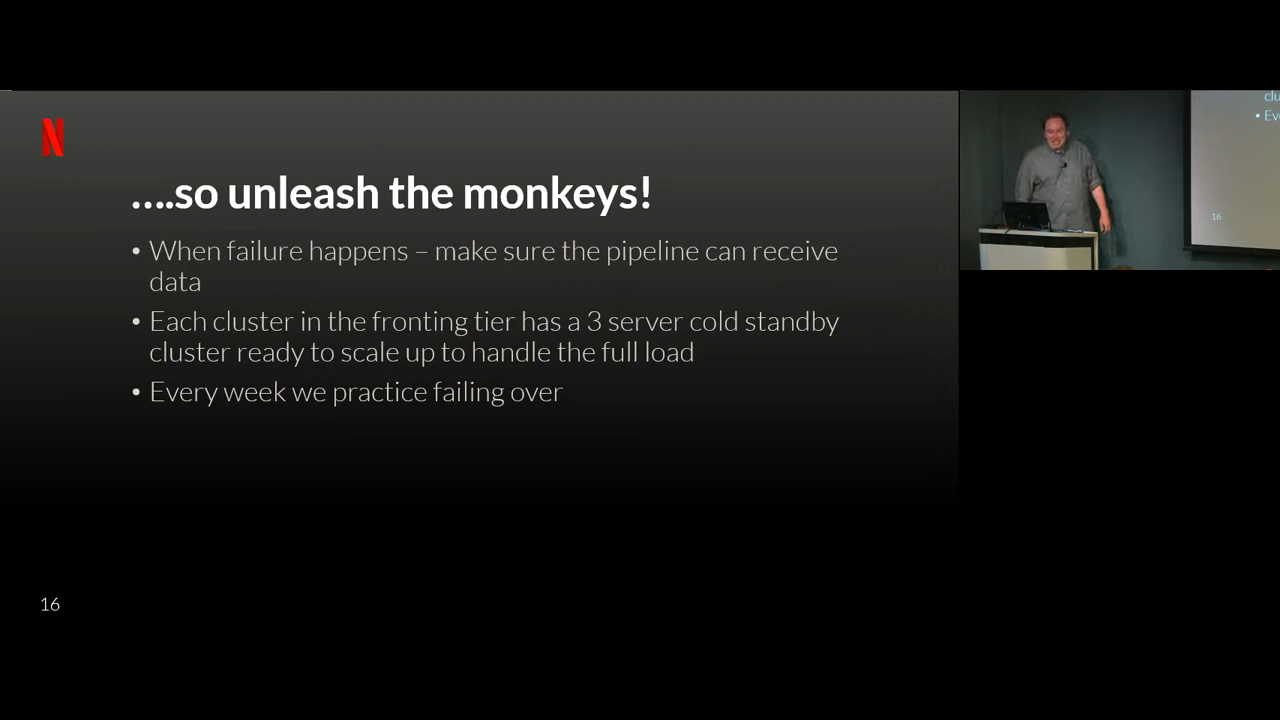 N
….so unleash the monkeys!
• When failure happens – make sure the pipeline can receive
data
• Each cluster in the fronting tier has a 3 server cold standby
cluster ready to scale up to handle the full load
• Every week we practice failing over
16
clu
• Eve
16